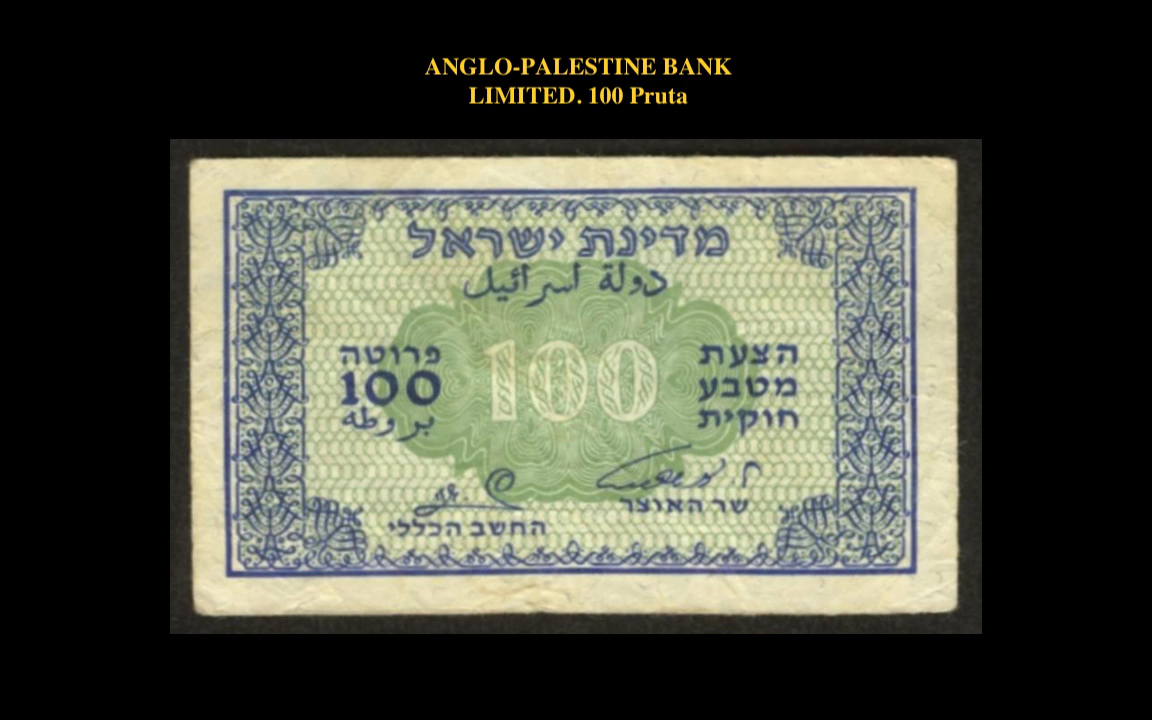 ANGLO-PALESTINE BANK
LIMITED. 100 Pruta
מדינת ישראל
دولة اسرائيل
הצעת
מטבע
חוקית
100
פרוטה
100
بروطه
שר האוצר
החשב הכללי